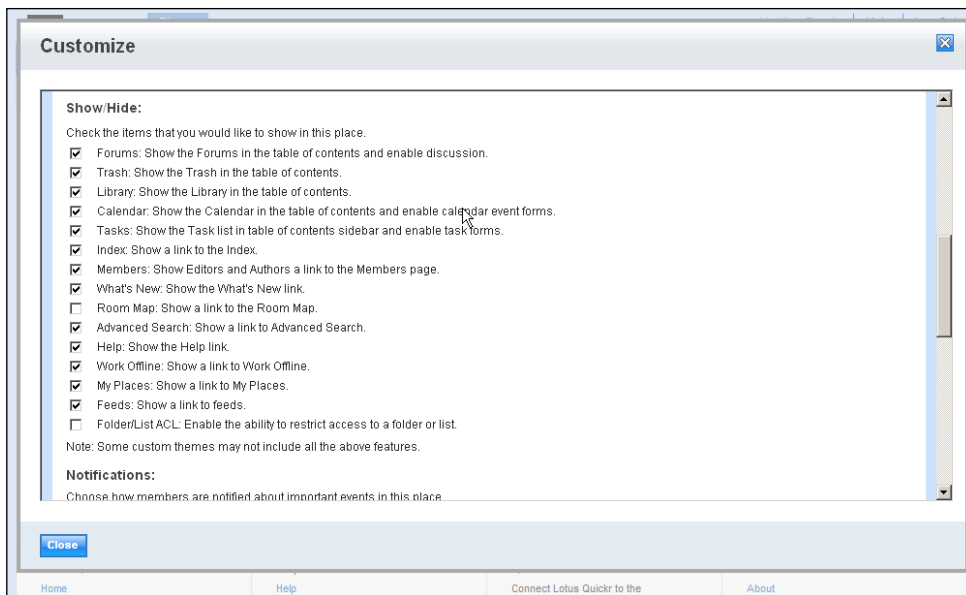 Customize
Show/Hide:
Check the items that you would like to show in this place.
Forums: Show the Forums in the table of contents and enable discussion.
Trash: Show the Trash in the table of contents.
Library: Show the Library in the table of contents.
Calendar: Show the Calendar in the table of contents and enable calendar event forms.
Tasks: Show the Task list in table of contents sidebar and enable task forms.
Index: Show a link to the Index.
Members: Show Editors and Authors a link to the Members page.
What's New: Show the What's New link.
Room Map: Show a link to the Room Map.
Advanced Search: Show a link to Advanced Search.
Help: Show the Help link.
Work Offline: Show a link to Work Offline.
My Places: Show a link to My Places.
Feeds: Show a link to feeds.
Folder/List ACL: Enable the ability to restrict access to a folder or list.
Note: Some custom themes may not include all the above features.
Notifications:
Choose how members are notified about important events in this place
Close
Home Help Connect Lotus Quickr to the About